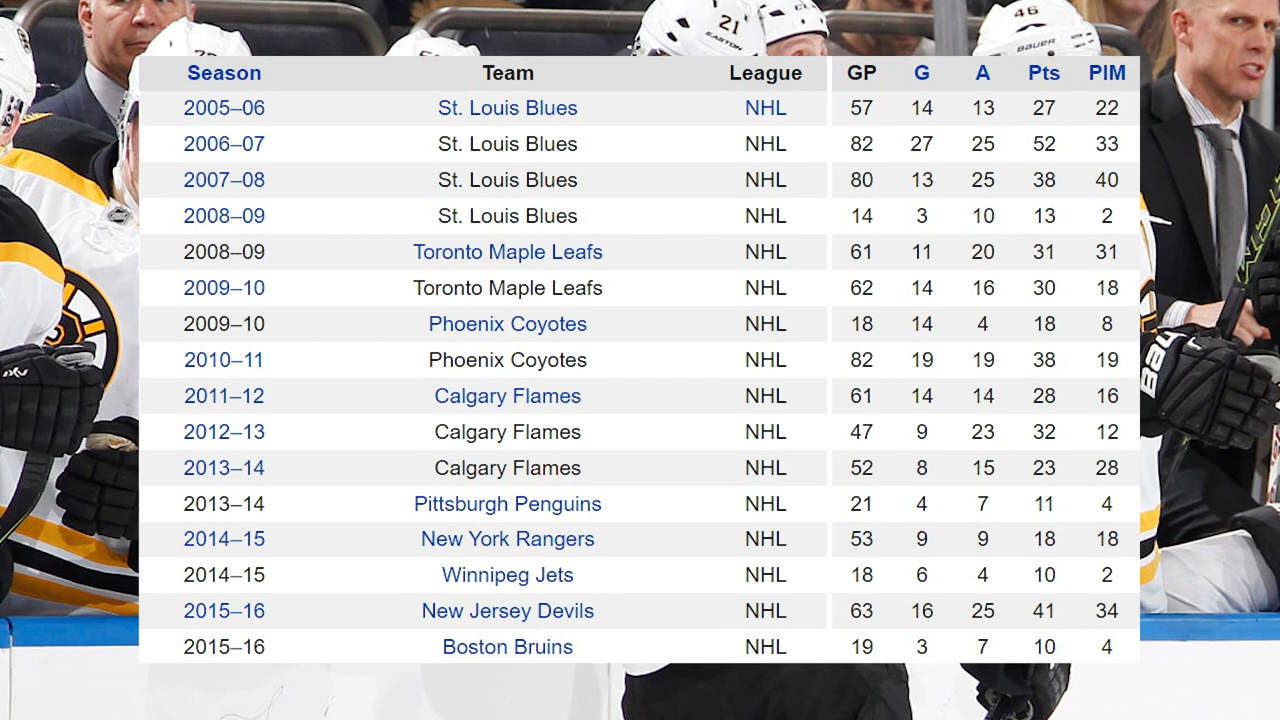 21
EASTON
46
BAUER
Season Team League GP G A Pts PIM
2005–06 St. Louis Blues NHL 57 14 13 27 22
2006–07 St. Louis Blues NHL 82 27 25 52 33
2007–08 St. Louis Blues NHL 80 13 25 38 40
2008–09 St. Louis Blues NHL 14 3 10 13 2
2008–09 Toronto Maple Leafs NHL 61 11 20 31 31
2009–10 Toronto Maple Leafs NHL 62 14 16 30 18
2009–10 Phoenix Coyotes NHL 18 14 4 18 8
2010–11 Phoenix Coyotes NHL 82 19 19 38 19
2011–12 Calgary Flames NHL 61 14 14 28 16
2012–13 Calgary Flames NHL 47 9 23 32 12
2013–14 Calgary Flames NHL 52 8 15 23 28
2013–14 Pittsburgh Penguins NHL 21 4 7 11 4
2014–15 New York Rangers NHL 53 9 9 18 18
2014–15 Winnipeg Jets NHL 18 6 4 10 2
2015–16 New Jersey Devils NHL 63 16 25 41 34
2015–16 Boston Bruins NHL 19 3 7 10 4